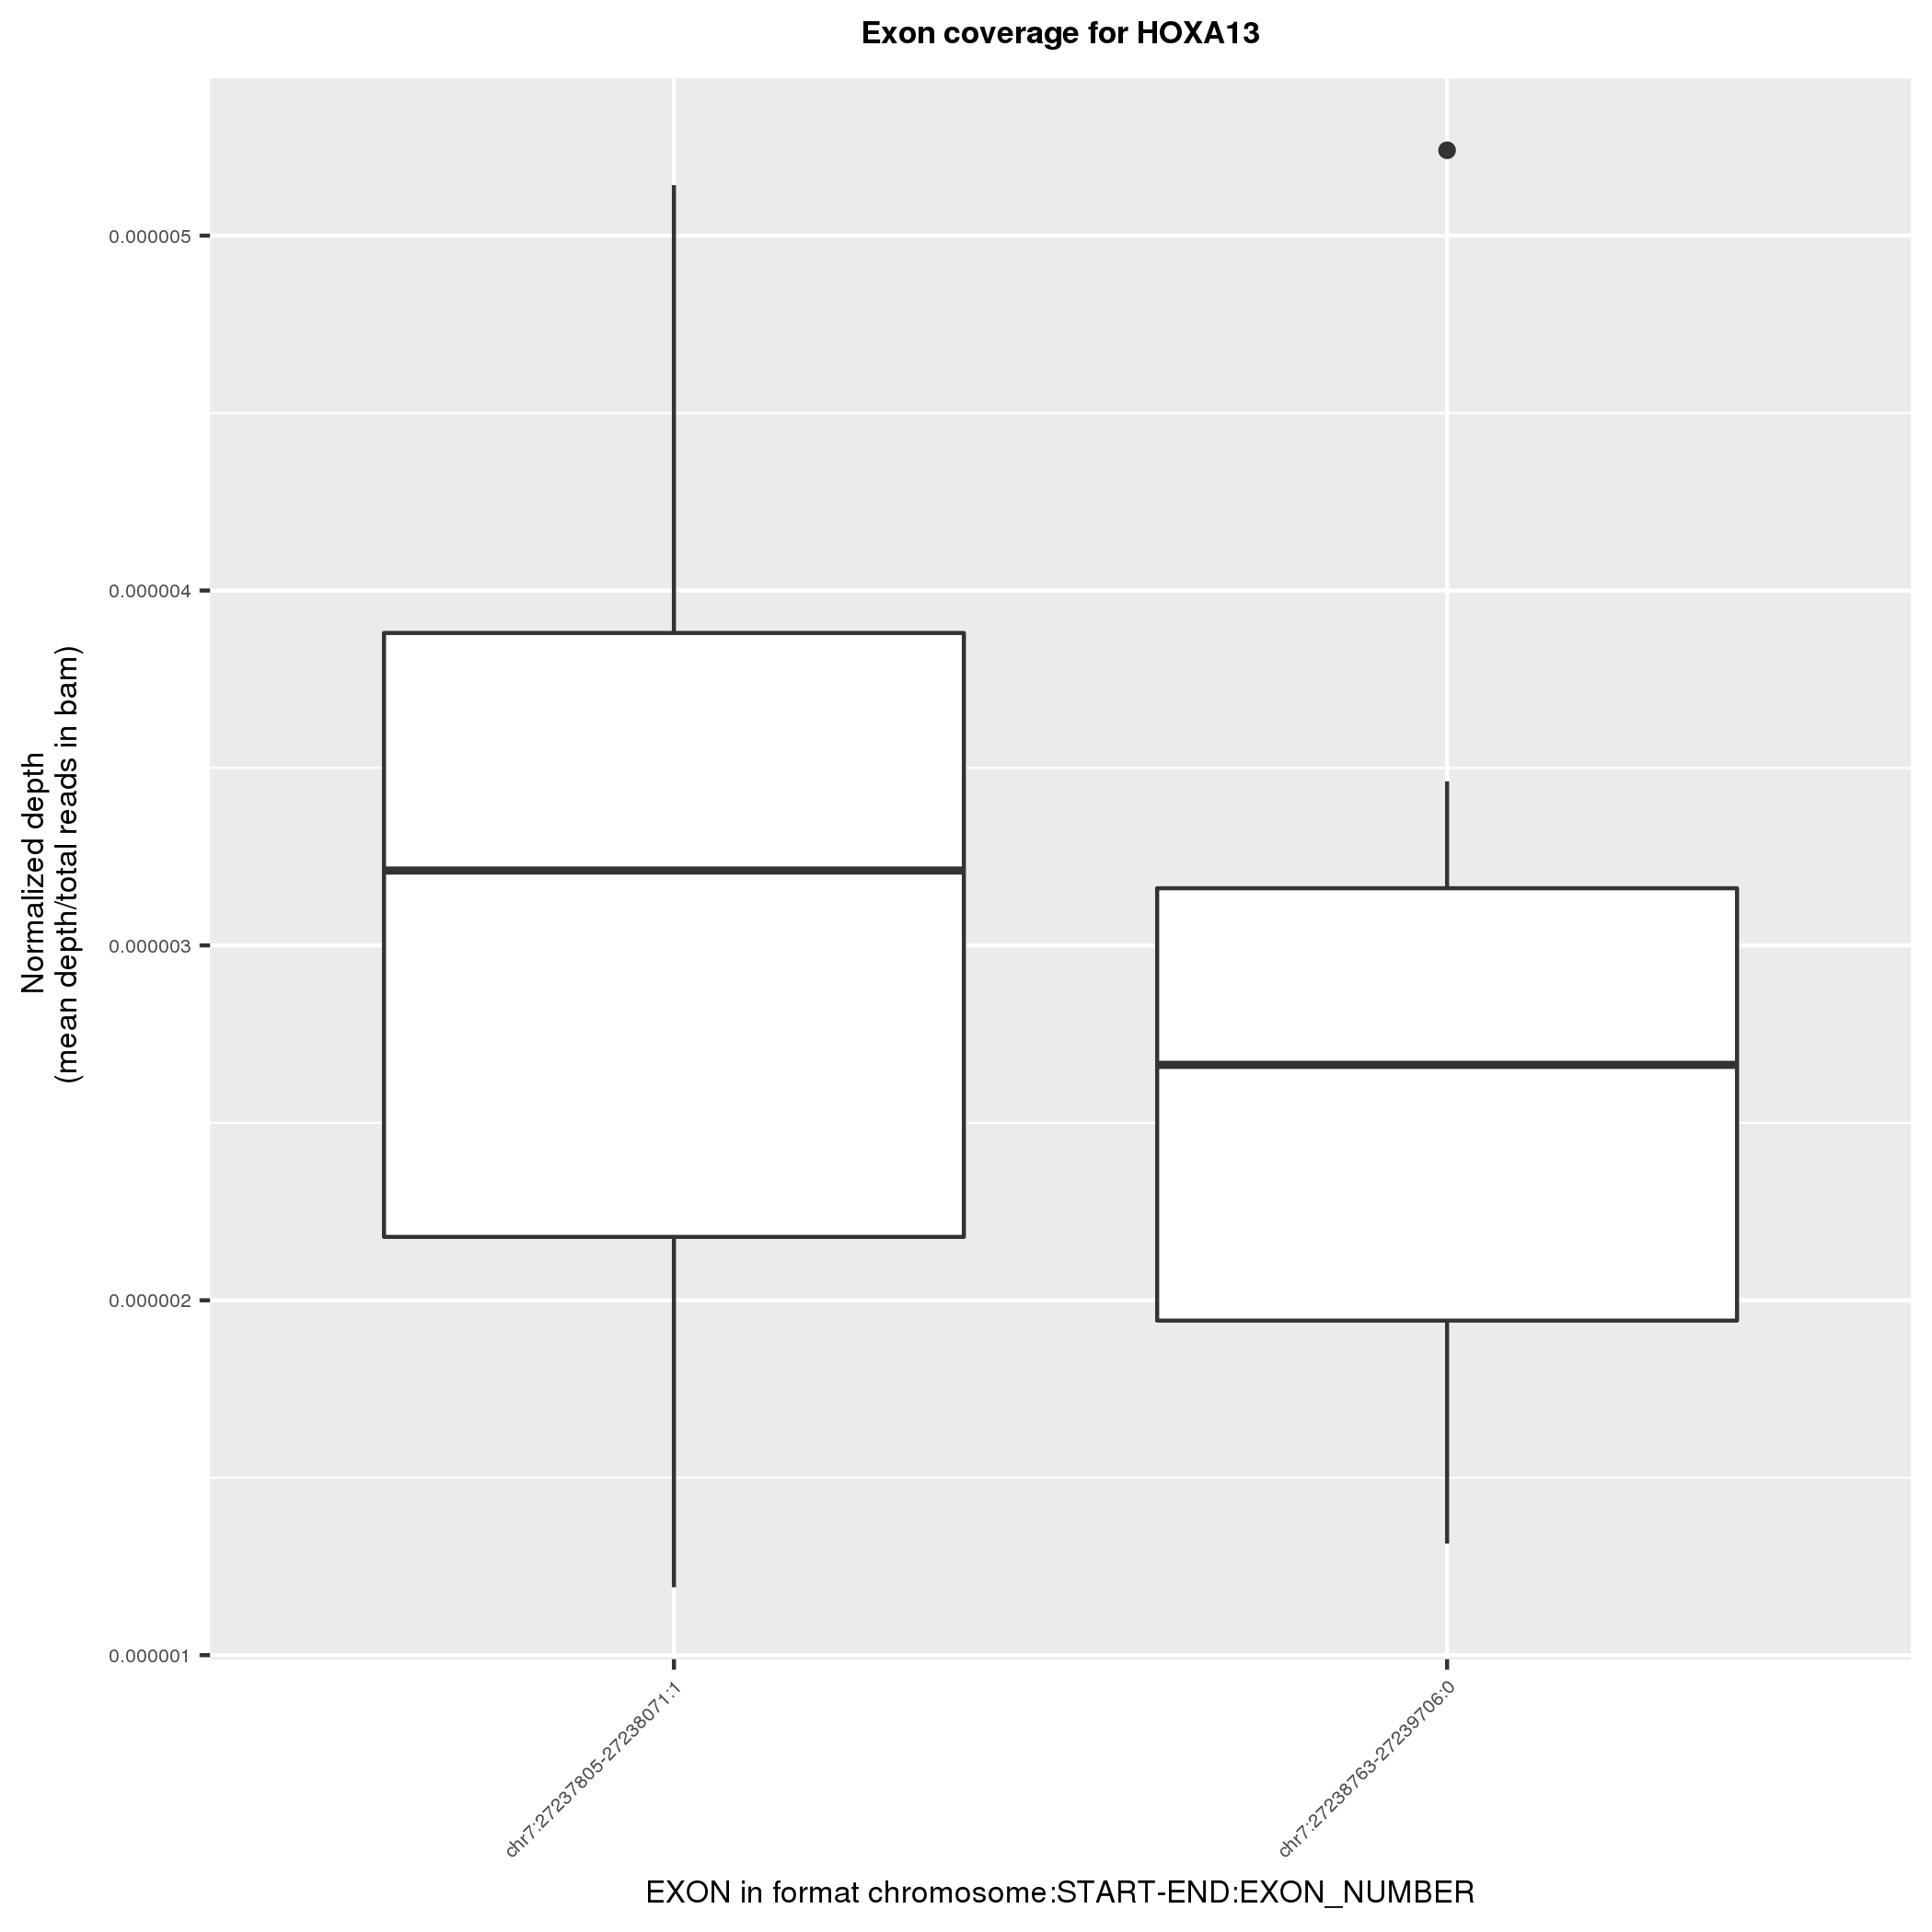 Exon coverage for HOXA13
Normalized depth
(mean depth/total reads in bam)
0.000005
0.000004
0.000003
0.000002
0.000001
chr7:27237805-27238071:1
chr7:27238763-27239706:0
EXON in format chromosome:START-END:EXON_NUMBER